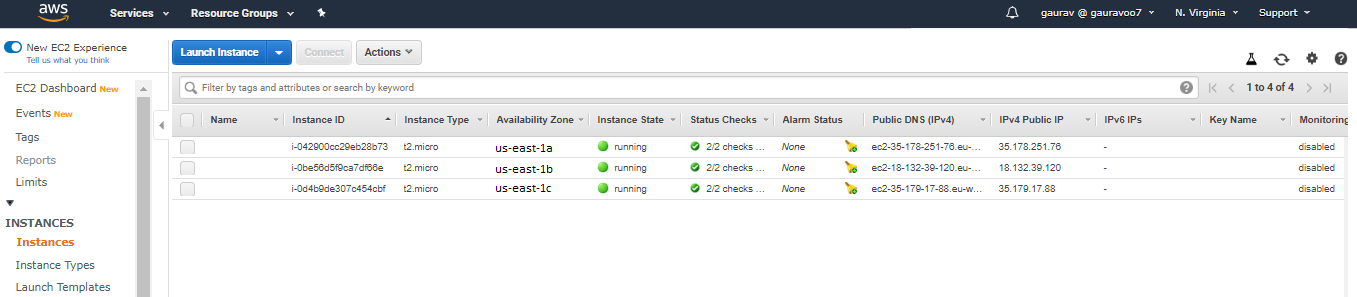 aws Services Resource Groups gaurav @ gauravoo7 N. Virginia Support
New EC2 Experience
Tell us what you think
Launch Instance Connect Actions
EC2 Dashboard New
Events New
Tags
Reports
Limits
INSTANCES
Instances
Instance Types
Launch Templates
Filter by tags and attributes or search by keyword 1 to 4 of 4
Name Instance ID Instance Type Availability Zone Instance State Status Checks Alarm Status Public DNS (IPv4) IPv4 Public IP IPv6 IPs Key Name Monitoring
i-042900cc29eb28b73 t2.micro us-east-1a running 2/2 checks ... None ec2-35-178-251-76.eu-... 35.178.251.76 - disabled
i-0be56d5f9ca7df66e t2.micro us-east-1b running 2/2 checks ... None ec2-18-132-39-120.eu-... 18.132.39.120 - disabled
i-0d4b9de307c454cbf t2.micro us-east-1c running 2/2 checks ... None ec2-35-179-17-88.eu-w... 35.179.17.88 - disabled